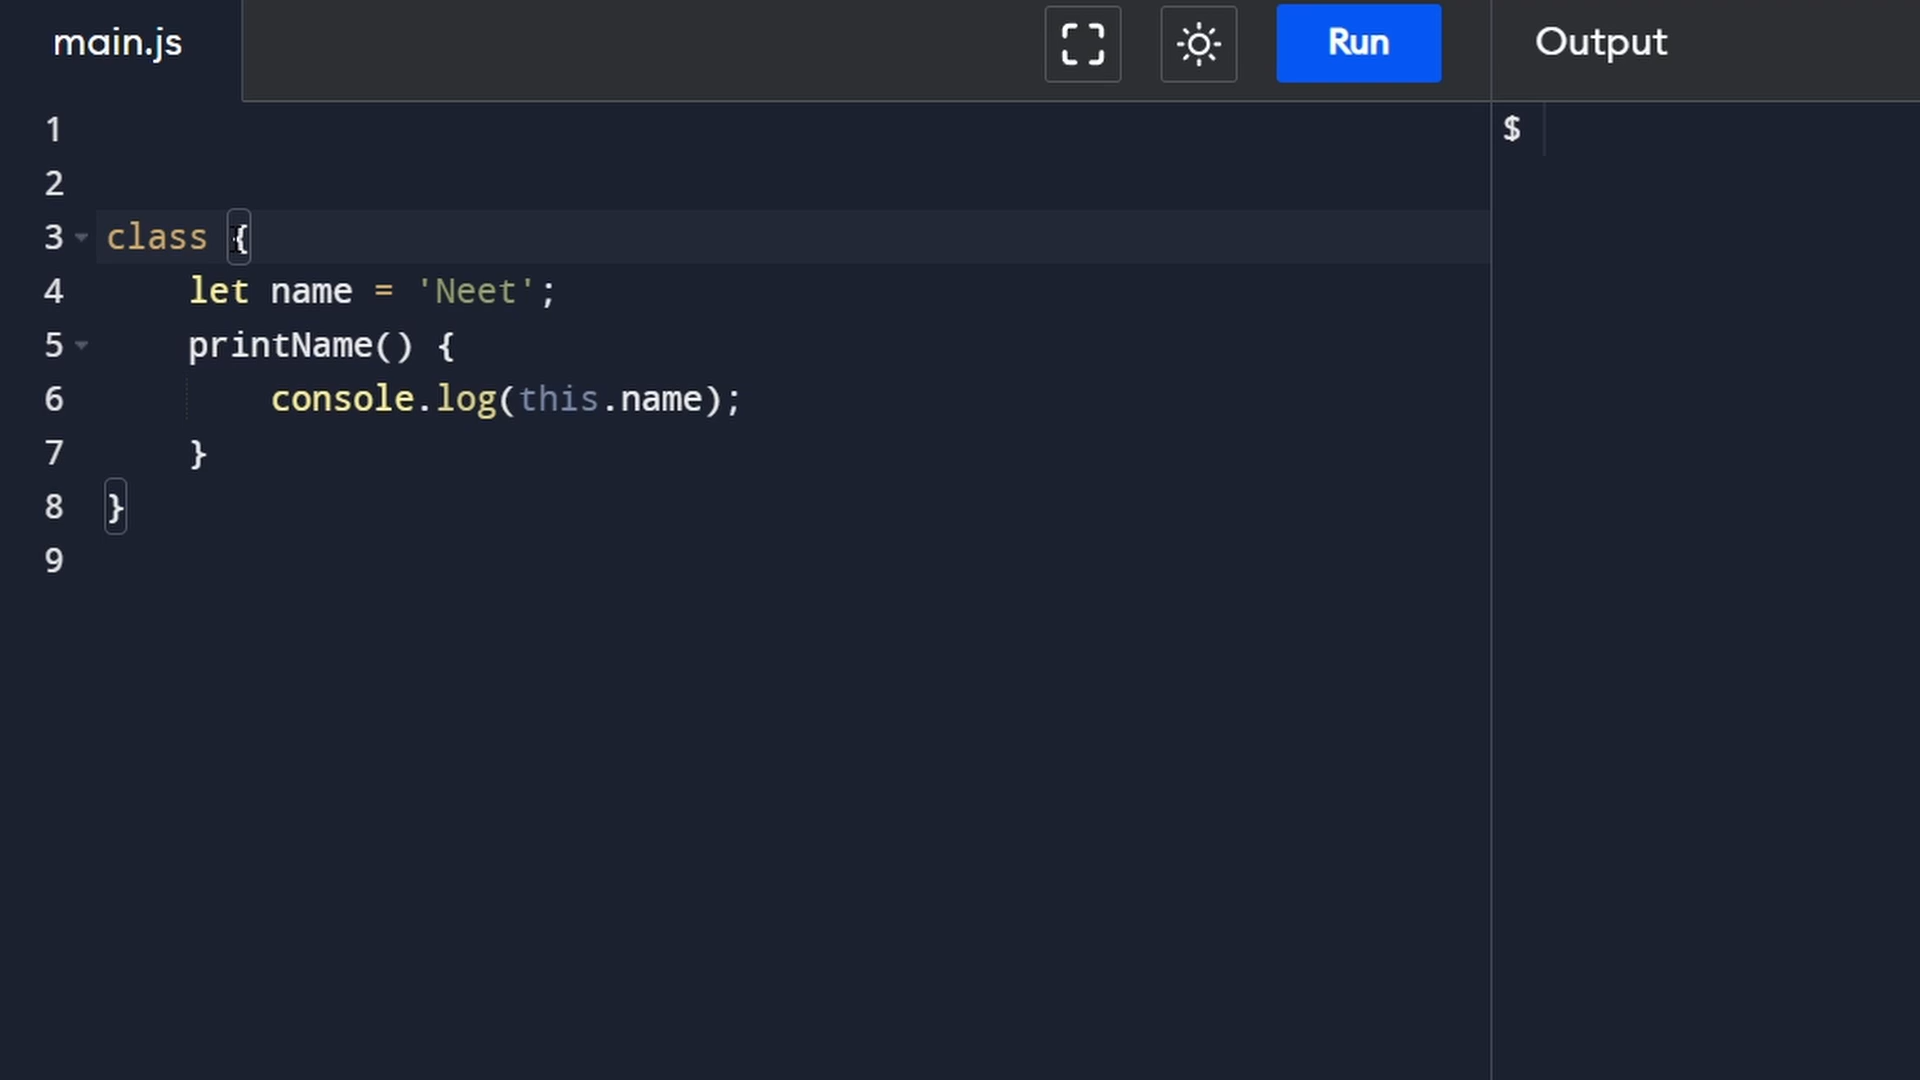 main.js
Run
Output
1
$
2
3 class {
4 let name = 'Neet';
5 printName() {
6 console.log(this.name);
7 }
8 }
9